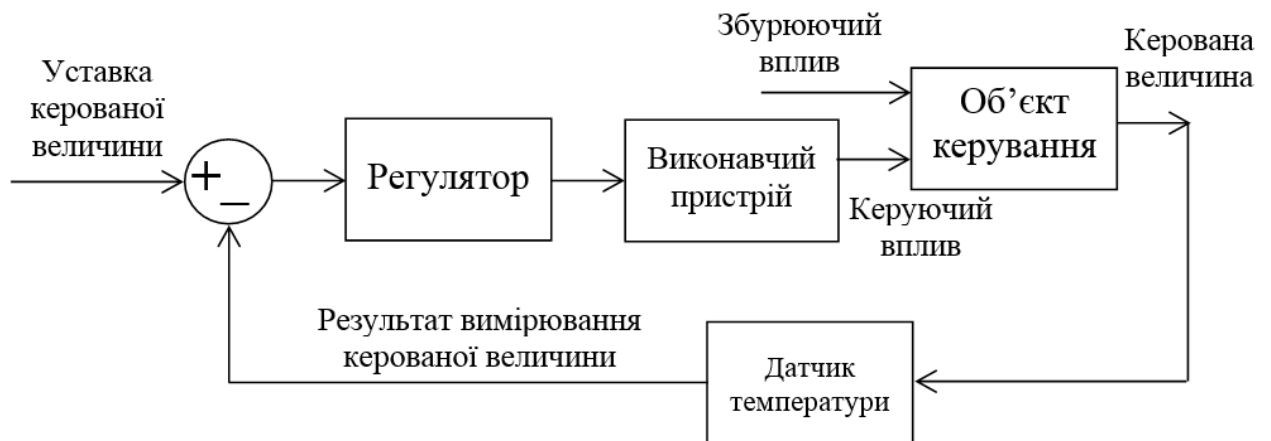 Уставка
керованої
величини
+
−
Регулятор
Виконавчий
пристрій
Збурюючий
вплив
Керуючий
вплив
Об’єкт
керування
Керована
величина
Результат вимірювання
керованої величини
Датчик
температури